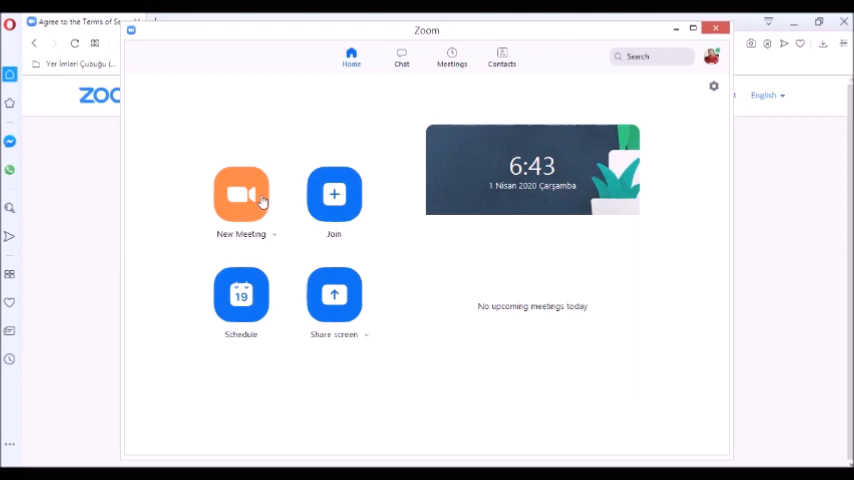 Agree to the Terms of Se
Zoom
Home
Chat
Meetings
Contacts
Search
Yer İmleri Çubuğu (...
ZOO
English
6:43
1 Nisan 2020 Çarşamba
New Meeting
Join
19
Schedule
Share screen
No upcoming meetings today